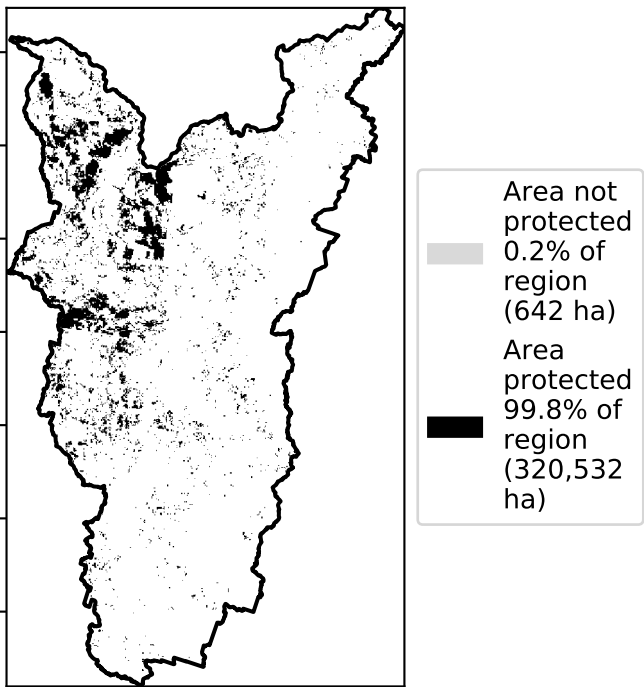 Area not
protected
0.2% of
region
(642 ha)
Area
protected
99.8% of
region
(320,532
ha)